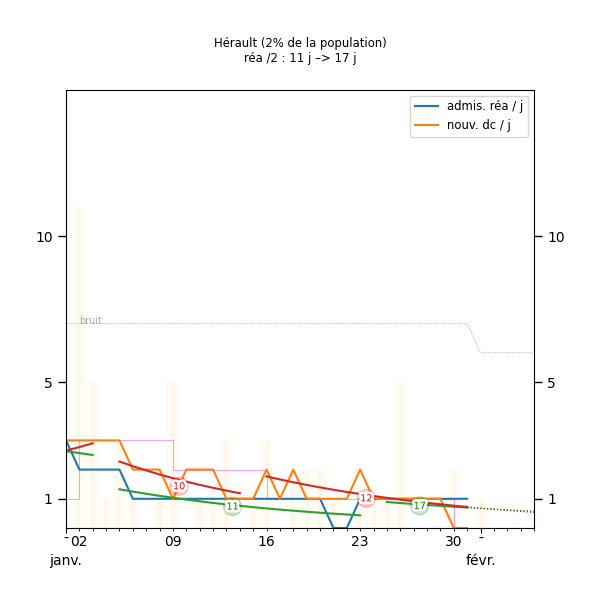 Hérault (2% de la population)
réa /2 : 11 j –> 17 j
admis. réa / j
nouv. dc / j
10 10
bruit
5 5
10
12
11
17
1 1
02 09 16 23 30 -
janv. févr.